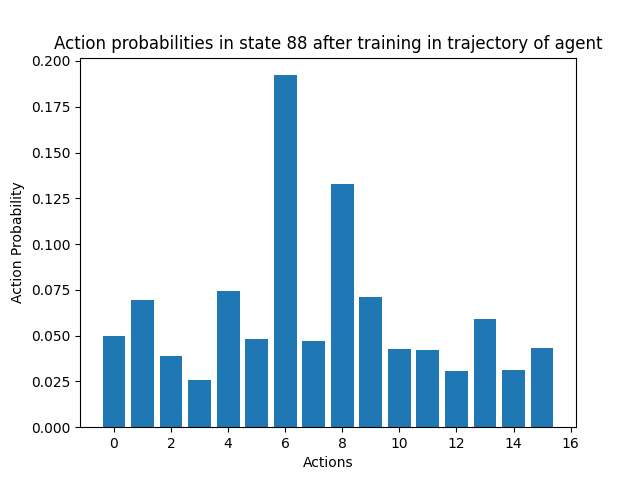 Action probabilities in state 88 after training in trajectory of agent
0.200
0.175
0.150
0.125
0.100
0.075
0.050
0.025
0.000
Action Probability
0 2 4 6 8 10 12 14 16
Actions